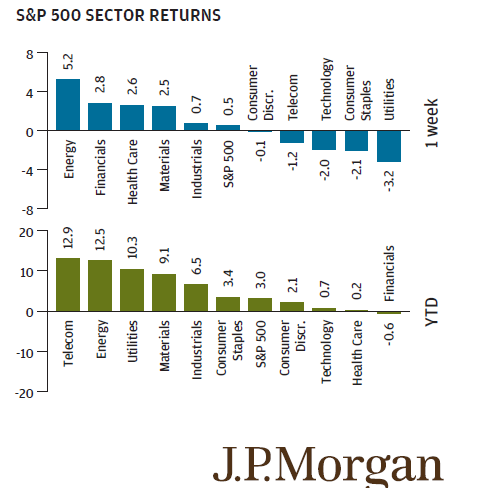 S&P 500 SECTOR RETURNS
8
4
0
-4
-8
5.2
2.8
2.6
2.5
0.7
0.5
Consumer
Discr.
Telecom
Technology
Consumer
Staples
Utilities
Energy
Financials
Health Care
Materials
Industrials
S&P 500
-0.1
-1.2
-2.0
-2.1
-3.2
1 week
20
10
0
-10
-20
12.9
12.5
10.3
9.1
6.5
3.4
3.0
2.1
0.7
0.2
Financials
Telecom
Energy
Utilities
Materials
Industrials
Consumer
Staples
S&P 500
Consumer
Discr.
Technology
Health Care
-0.6
YTD
J.P.Morgan